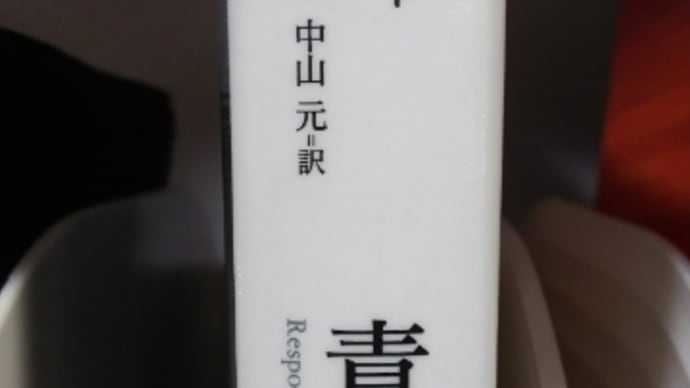 責
中山 元=訳
Respo